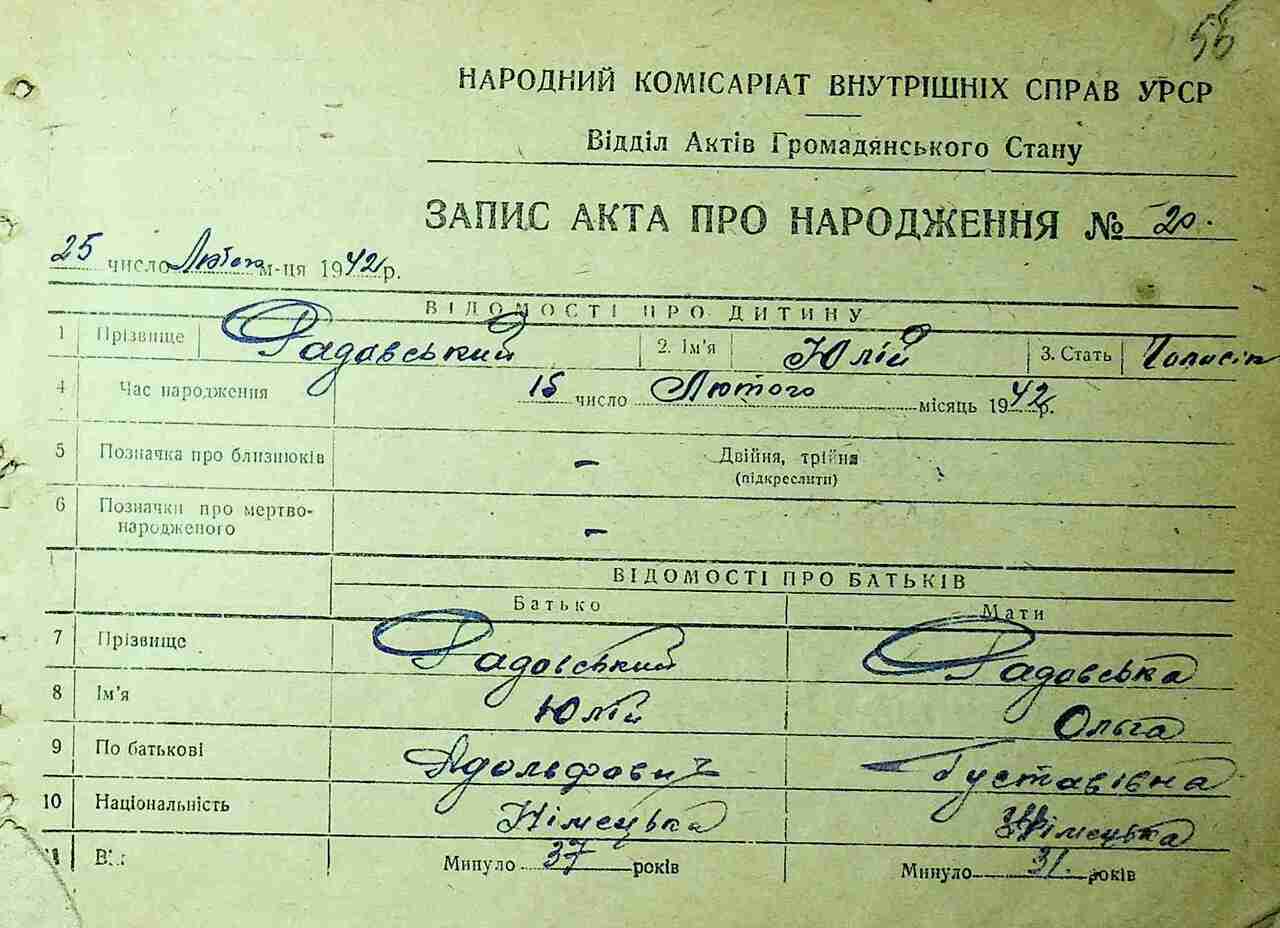 55
НАРОДНИЙ КОМІСАРІАТ ВНУТРІШНІХ СПРАВ УРСР
Відділ Актів Громадянського Стану
ЗАПИС АКТА ПРО НАРОДЖЕННЯ № 20.
25 число Лютого м-ця 1942 р.
ВІДОМОСТІ ПРО ДИТИНУ
1 Прізвище Радовський 2. Ім'я Юлій 3. Стать
4 Час народження 15 число Лютого місяць 1942 р.
5 Позначка про близнюків – Двійня, трійня
(підкреслити)
6 Позначки про мертво-
народженого –
ВІДОМОСТІ ПРО БАТЬКІВ
Батько Мати
7 Прізвище Радовський Радовська
8 Ім'я Юлій Ольга
9 По батькові Адольфович Густавівна
10 Національність Німецька Німецька
11 Вік Минуло 37 років Минуло 31. років